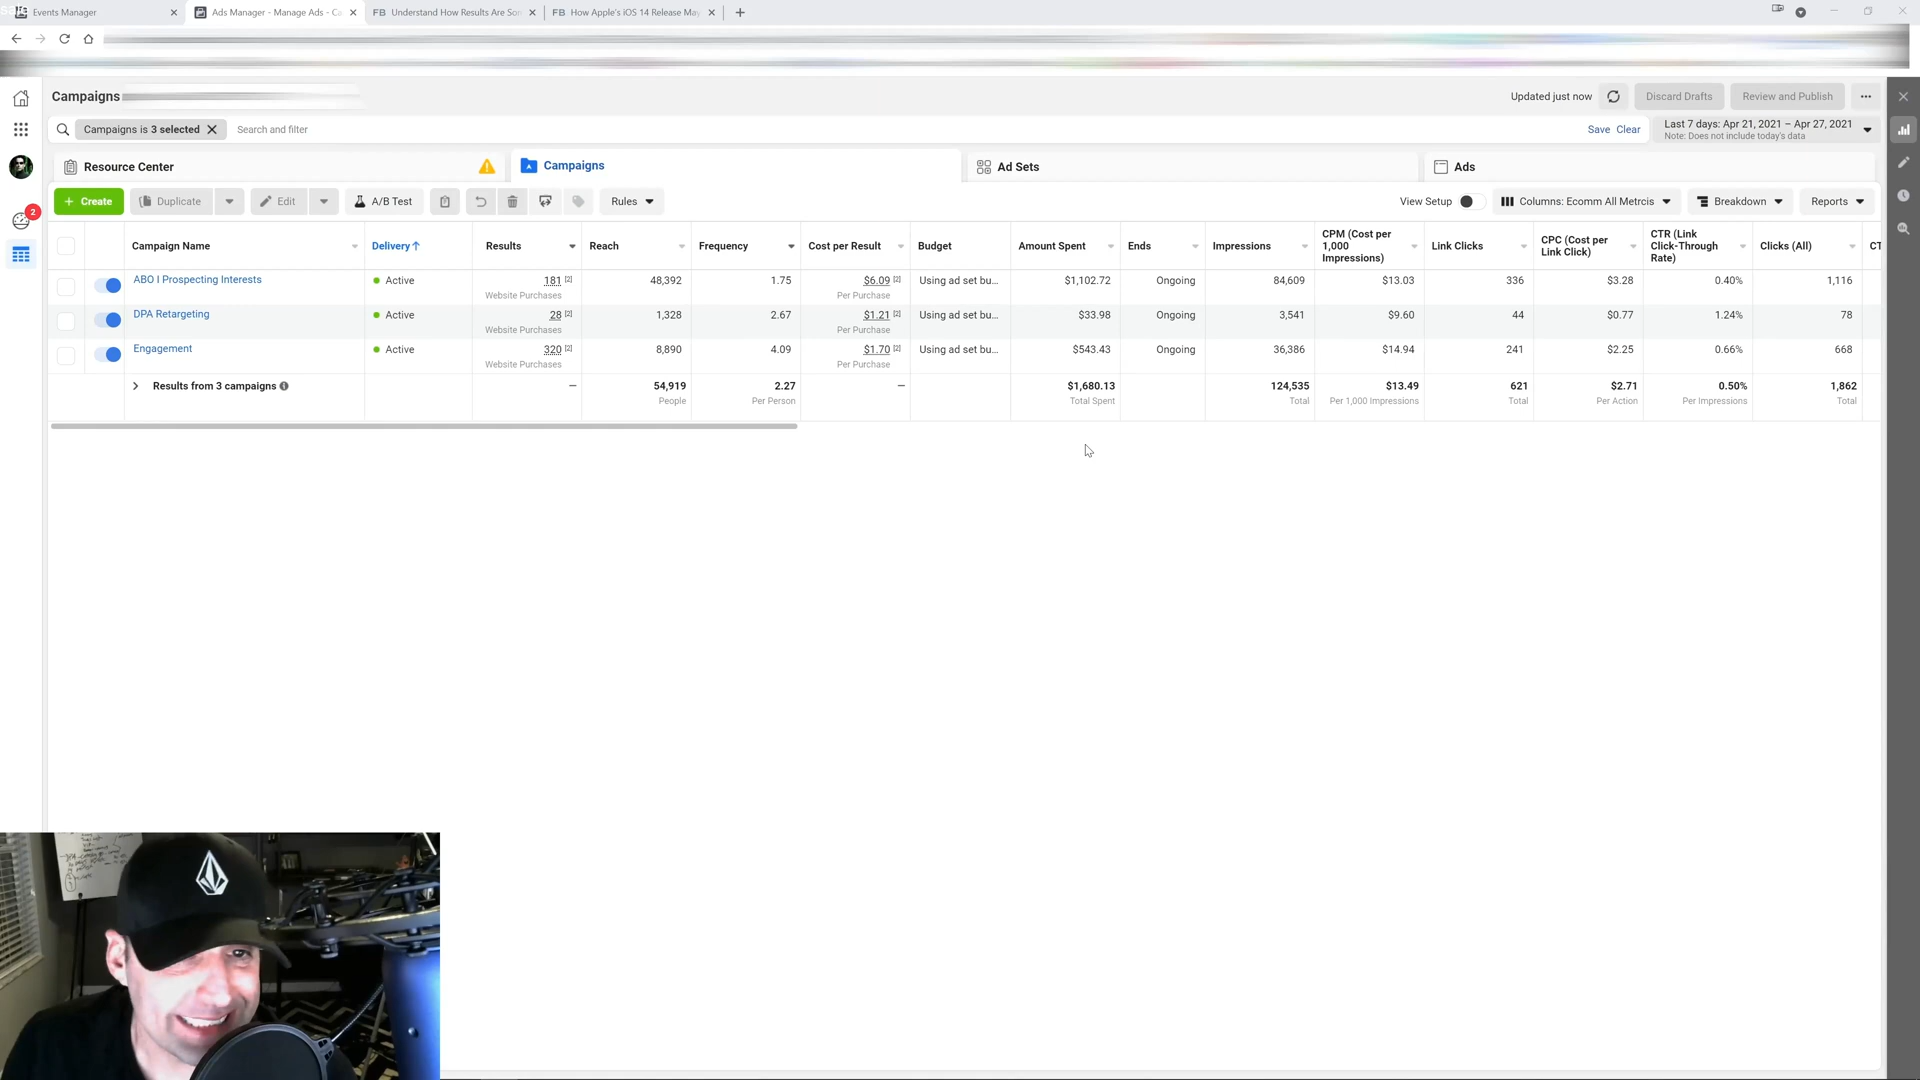 Events Manager
Ads Manager - Manage Ads - Co
FB Understand How Results Are Som
FB How Apple's iOS 14 Release May
Campaigns
Updated just now
Discard Drafts
Review and Publish
Campaigns is 3 selected
Search and filter
Save Clear
Last 7 days: Apr 21, 2021 – Apr 27, 2021
Note: Does not include today's data
Resource Center
Campaigns
Ad Sets
Ads
+ Create
Duplicate
Edit
A/B Test
Rules
View Setup
Columns: Ecomm All Metrcis
Breakdown
Reports
2
Campaign Name
Delivery↑
Results
Reach
Frequency
Cost per Result
Budget
Amount Spent
Ends
Impressions
CPM (Cost per
1,000
Impressions)
Link Clicks
CPC (Cost per
Link Click)
CTR (Link
Click-Through
Rate)
Clicks (All)
CT
ABO I Prospecting Interests Active 181 [2] 48,392 1.75 $6.09 [2] Using ad set bu... $1,102.72 Ongoing 84,609 $13.03 336 $3.28 0.40% 1,116
Website Purchases Per Purchase
DPA Retargeting Active 28 [2] 1,328 2.67 $1.21 [2] Using ad set bu... $33.98 Ongoing 3,541 $9.60 44 $0.77 1.24% 78
Website Purchases Per Purchase
Engagement Active 320 [2] 8,890 4.09 $1.70 [2] Using ad set bu... $543.43 Ongoing 36,386 $14.94 241 $2.25 0.66% 668
Website Purchases Per Purchase
Results from 3 campaigns — 54,919 2.27 — $1,680.13 124,535 $13.49 621 $2.71 0.50% 1,862
People Per Person Total Spent Total Per 1,000 Impressions Total Per Action Per Impressions Total